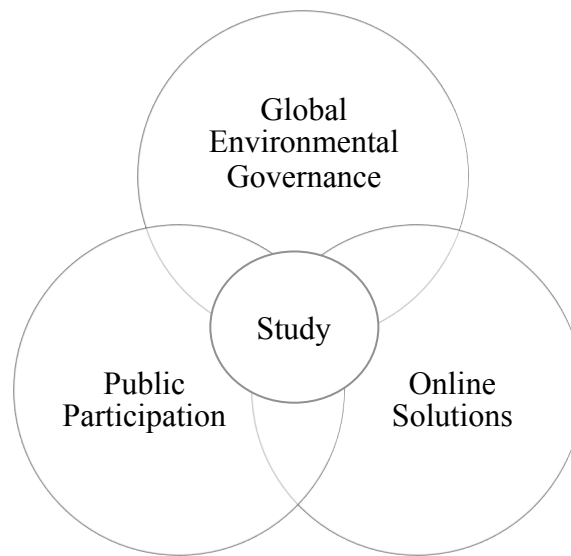 Global
Environmental
Governance
Study
Public
Participation
Online
Solutions